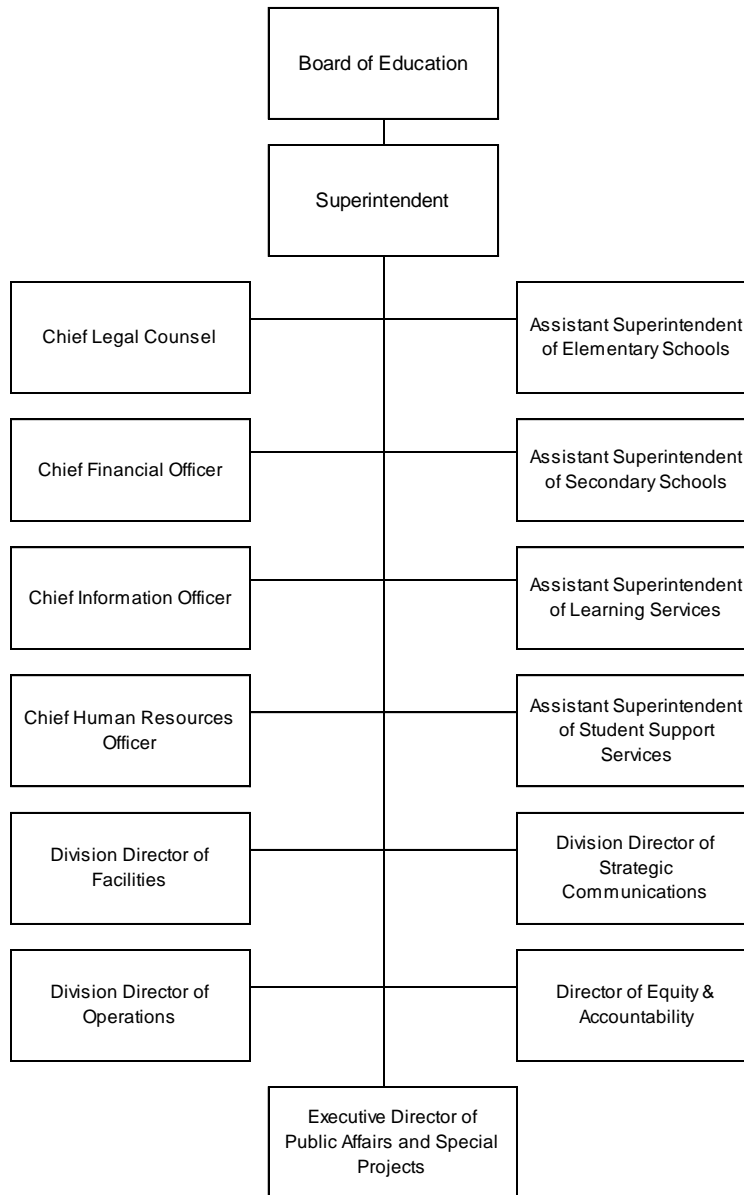 Board of Education
Superintendent
Chief Legal Counsel
Assistant Superintendent
of Elementary Schools
Chief Financial Officer
Assistant Superintendent
of Secondary Schools
Chief Information Officer
Assistant Superintendent
of Learning Services
Chief Human Resources
Officer
Assistant Superintendent
of Student Support
Services
Division Director of
Facilities
Division Director of
Strategic
Communications
Division Director of
Operations
Director of Equity &
Accountability
Executive Director of
Public Affairs and Special
Projects